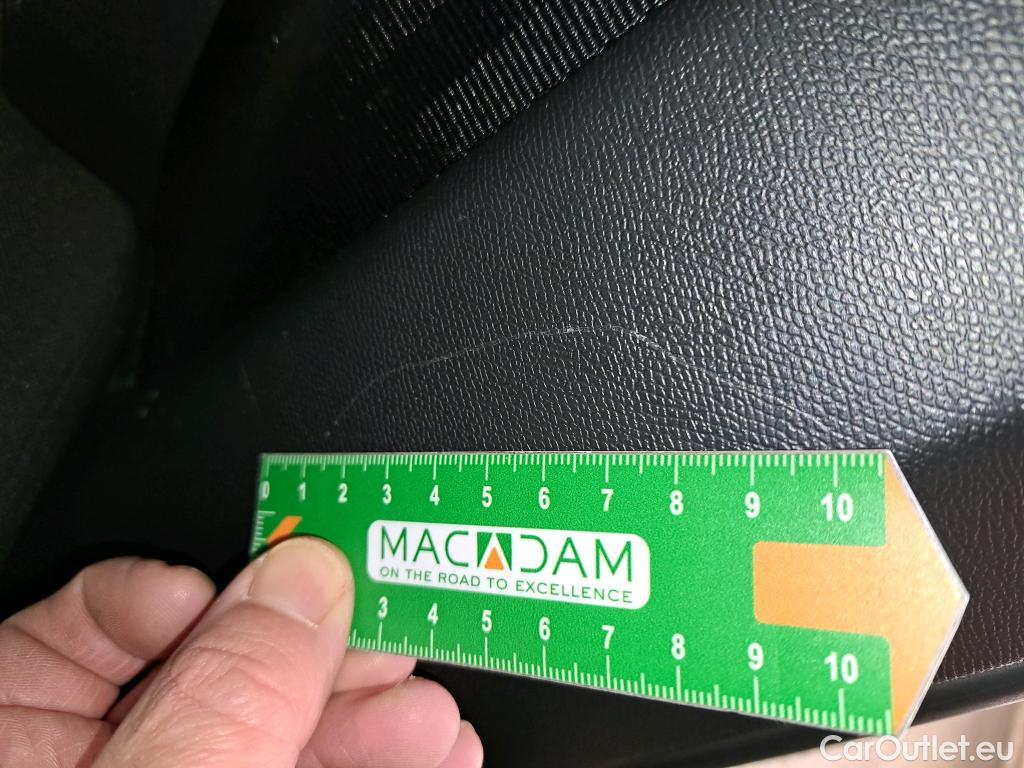 0 1 2 3 4 5 6 7 8 9 10
MACADAM
ON THE ROAD TO EXCELLENCE
3 4 5 6 7 8 9 10
CarOutlet.eu